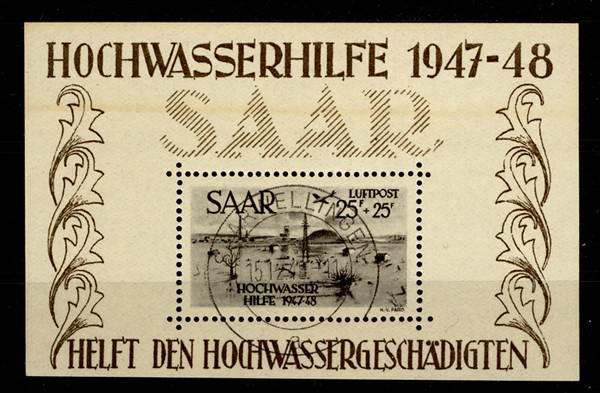 HOCHWASSERHILFE 1947-48
SAAR
SAAR
LUFTPOST
25F + 25F
HOCHWASSER
HILFE 1947-48
HELFT DEN HOCHWASSERGESCHÄDIGTEN